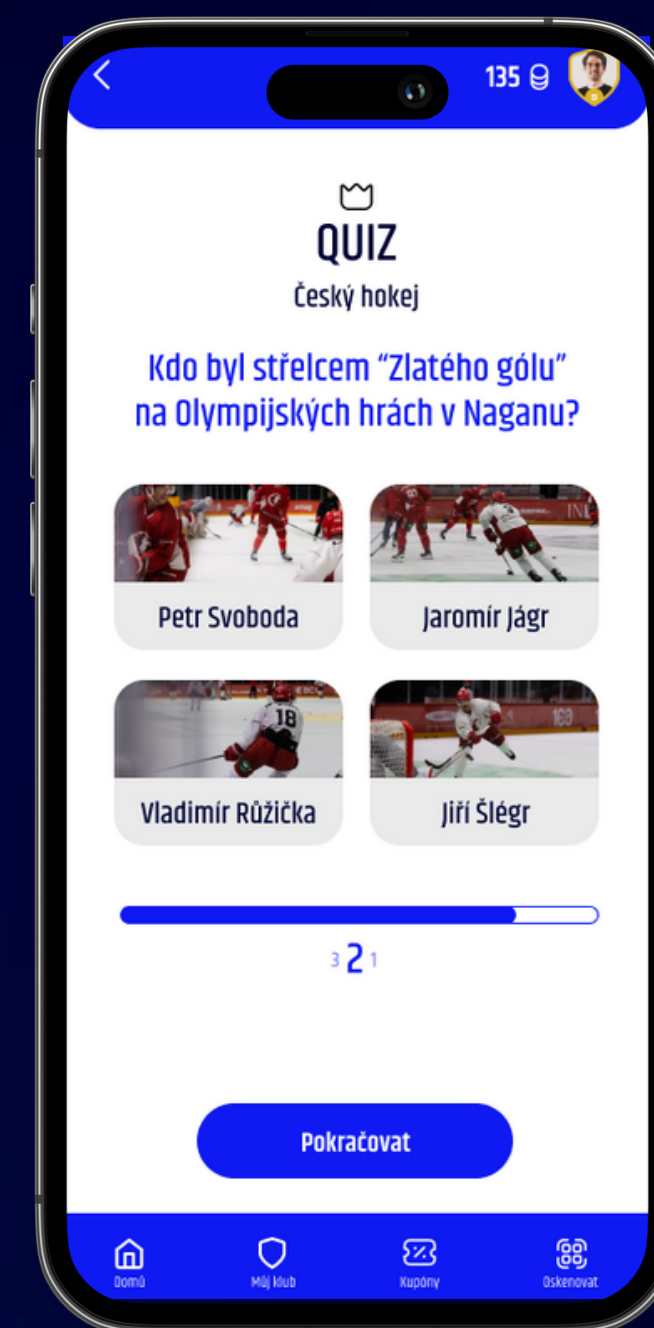 135
QUIZ
Český hokej
Kdo byl střelcem “Zlatého gólu”
na Olympijských hrách v Naganu?
Petr Svoboda
Jaromír Jágr
18
Vladimír Růžička
Jiří Šlégr
3 2 1
Pokračovat
Domů
Můj klub
Kupóny
Oskenovat